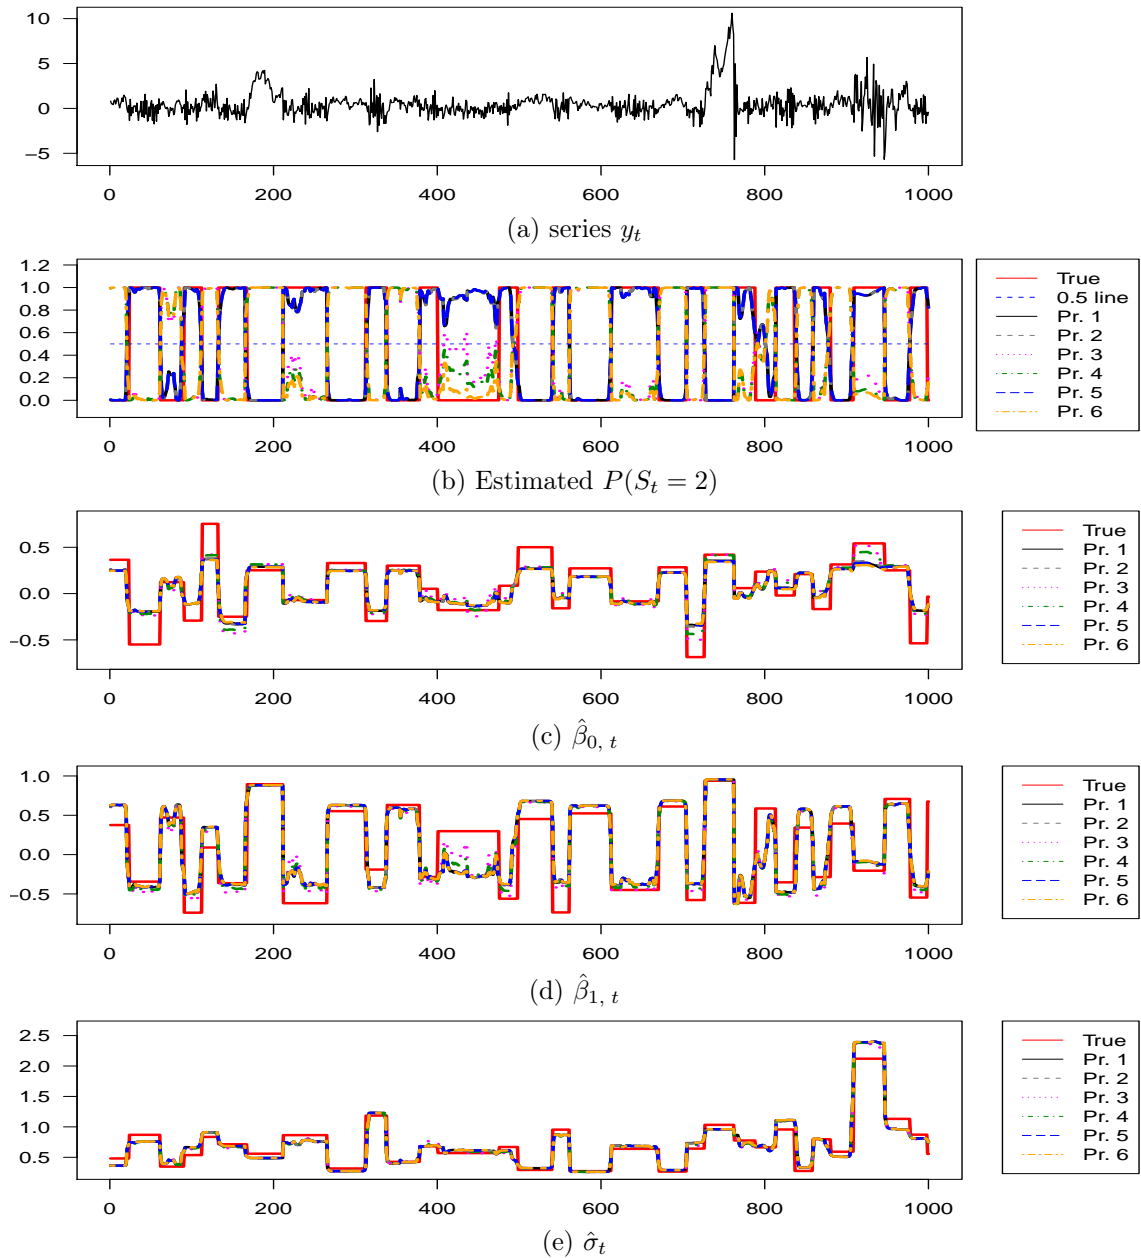 10
5
0
−5
0 200 400 600 800 1000
(a) series y_t
1.2
1.0
0.8
0.6
0.4
0.2
0.0
0 200 400 600 800 1000
True
0.5 line
Pr. 1
Pr. 2
Pr. 3
Pr. 4
Pr. 5
Pr. 6
(b) Estimated P(S_t = 2)
0.5
0.0
−0.5
0 200 400 600 800 1000
True
Pr. 1
Pr. 2
Pr. 3
Pr. 4
Pr. 5
Pr. 6
(c) β̂_{0, t}
1.0
0.5
0.0
−0.5
0 200 400 600 800 1000
True
Pr. 1
Pr. 2
Pr. 3
Pr. 4
Pr. 5
Pr. 6
(d) β̂_{1, t}
2.5
2.0
1.5
1.0
0.5
0 200 400 600 800 1000
True
Pr. 1
Pr. 2
Pr. 3
Pr. 4
Pr. 5
Pr. 6
(e) σ̂_t